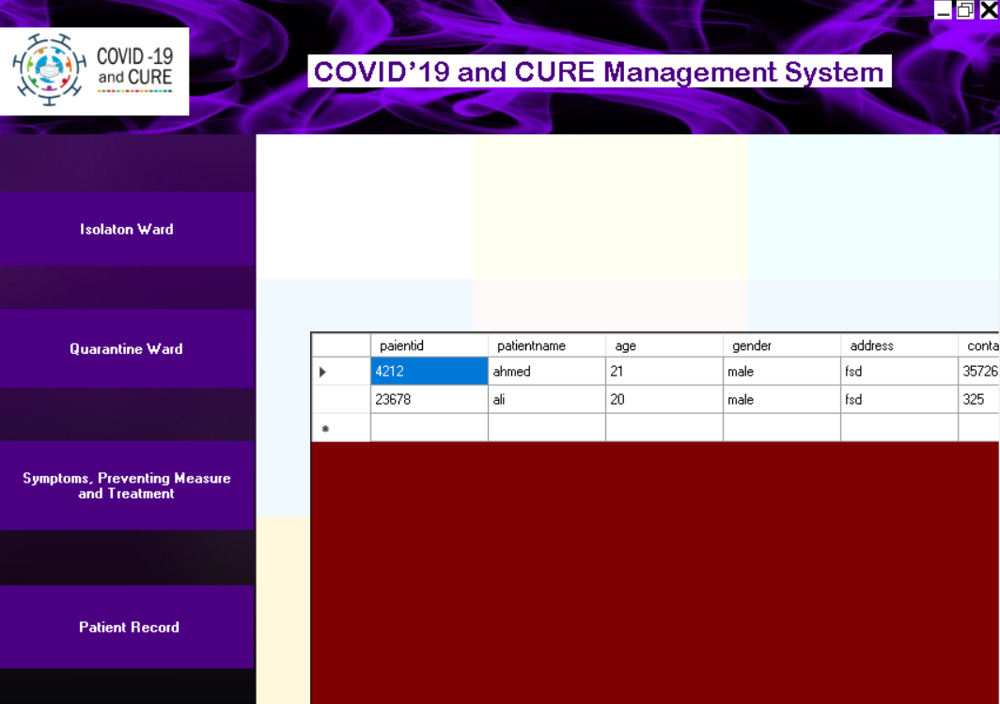 COVID -19
and CURE
COVID'19 and CURE Management System
Isolaton Ward
Quarantine Ward
Symptoms, Preventing Measure
and Treatment
Patient Record
paientid patientname age gender address conta
4212 ahmed 21 male fsd 35726
23678 ali 20 male fsd 325